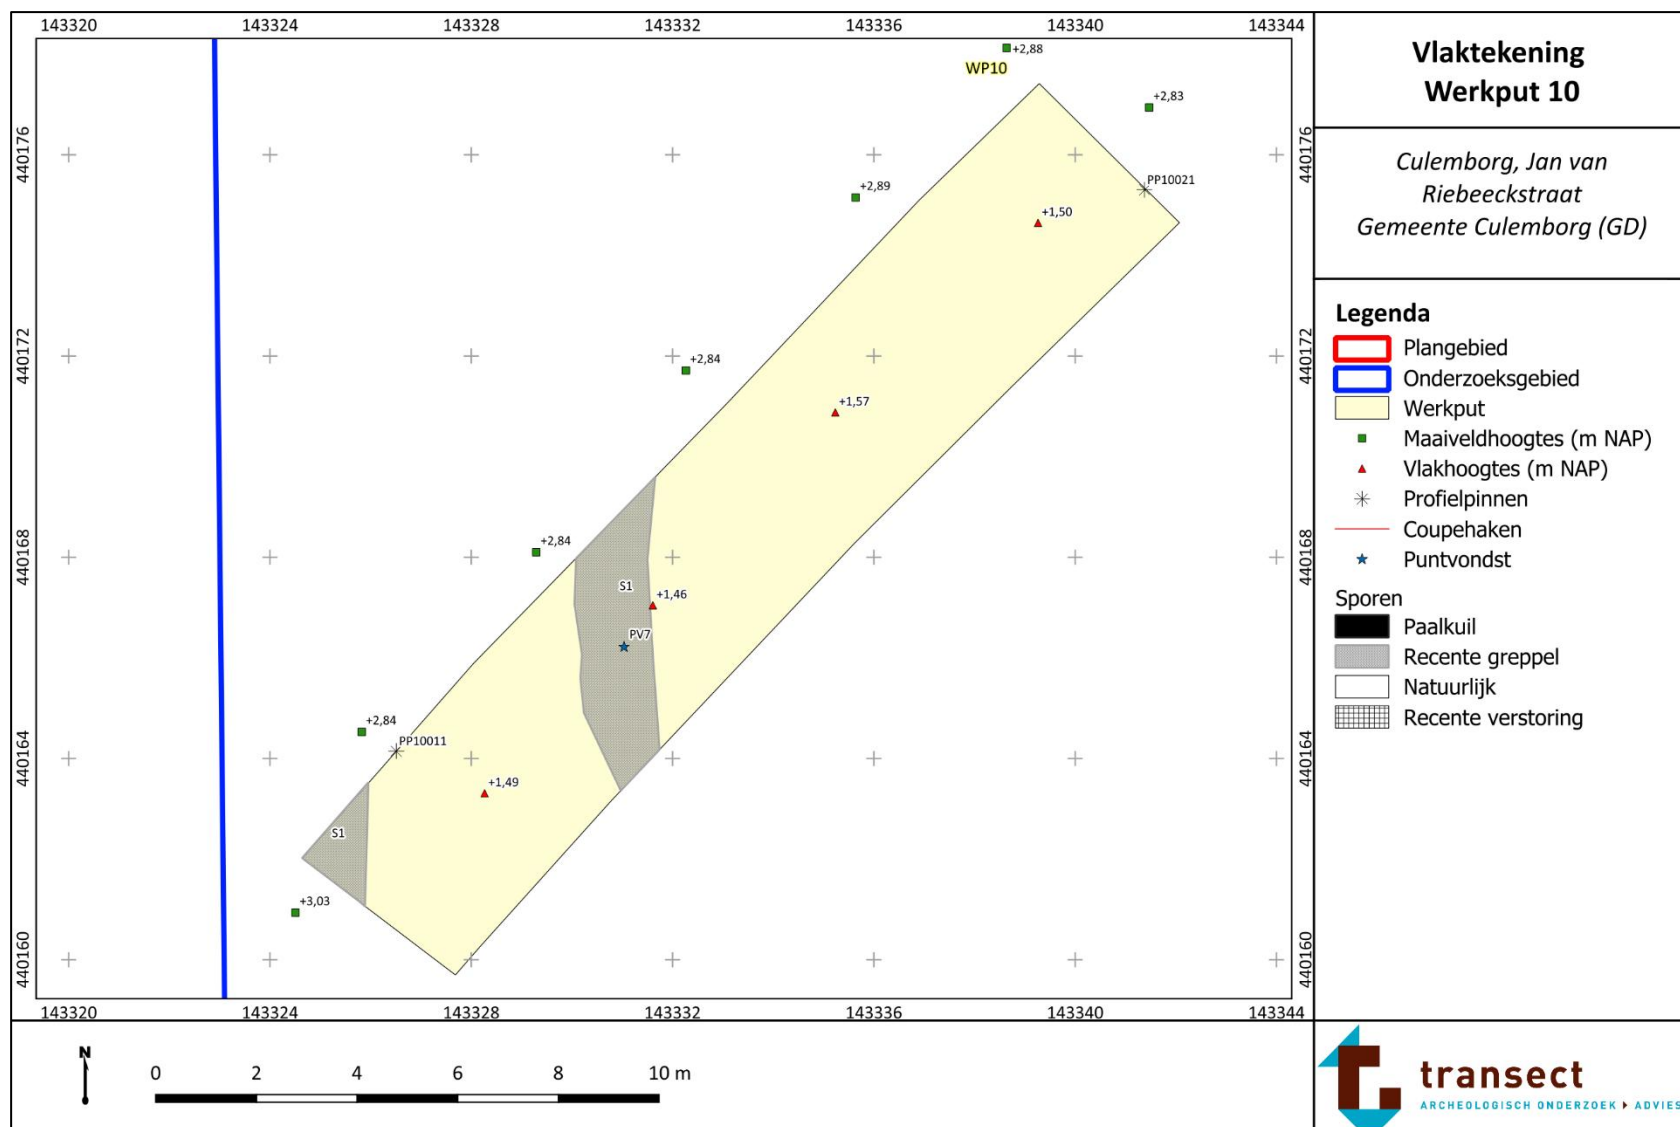 143320 143324 143328 143332 143336 143340 143344
+2,88
WP10
+2,83
440176
440176
PP10021
+2,89
+1,50
440172
440172
+2,84
+1,57
440168
440168
+2,84
S1
+1,46
PV7
+2,84
PP10011
440164
440164
+1,49
S1
+3,03
440160
440160
143320 143324 143328 143332 143336 143340 143344
N
0 2 4 6 8 10 m
Vlaktekening
Werkput 10
Culemborg, Jan van
Riebeeckstraat
Gemeente Culemborg (GD)
Legenda
Plangebied
Onderzoeksgebied
Werkput
Maaiveldhoogtes (m NAP)
Vlakhoogtes (m NAP)
Profielpinnen
Coupehaken
Puntvondst
Sporen
Paalkuil
Recente greppel
Natuurlijk
Recente verstoring
transect
ARCHEOLOGISCH ONDERZOEK ▸ ADVIES